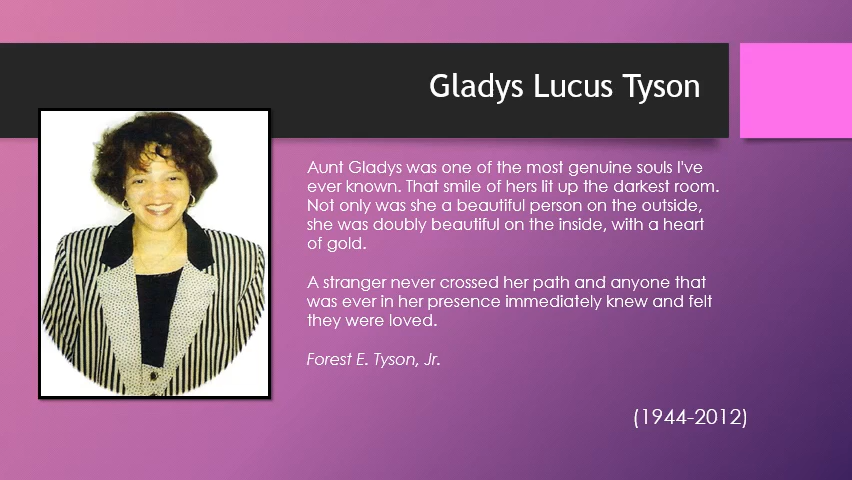 Gladys Lucus Tyson
Aunt Gladys was one of the most genuine souls I've
ever known. That smile of hers lit up the darkest room.
Not only was she a beautiful person on the outside,
she was doubly beautiful on the inside, with a heart
of gold.
A stranger never crossed her path and anyone that
was ever in her presence immediately knew and felt
they were loved.
Forest E. Tyson, Jr.
(1944-2012)